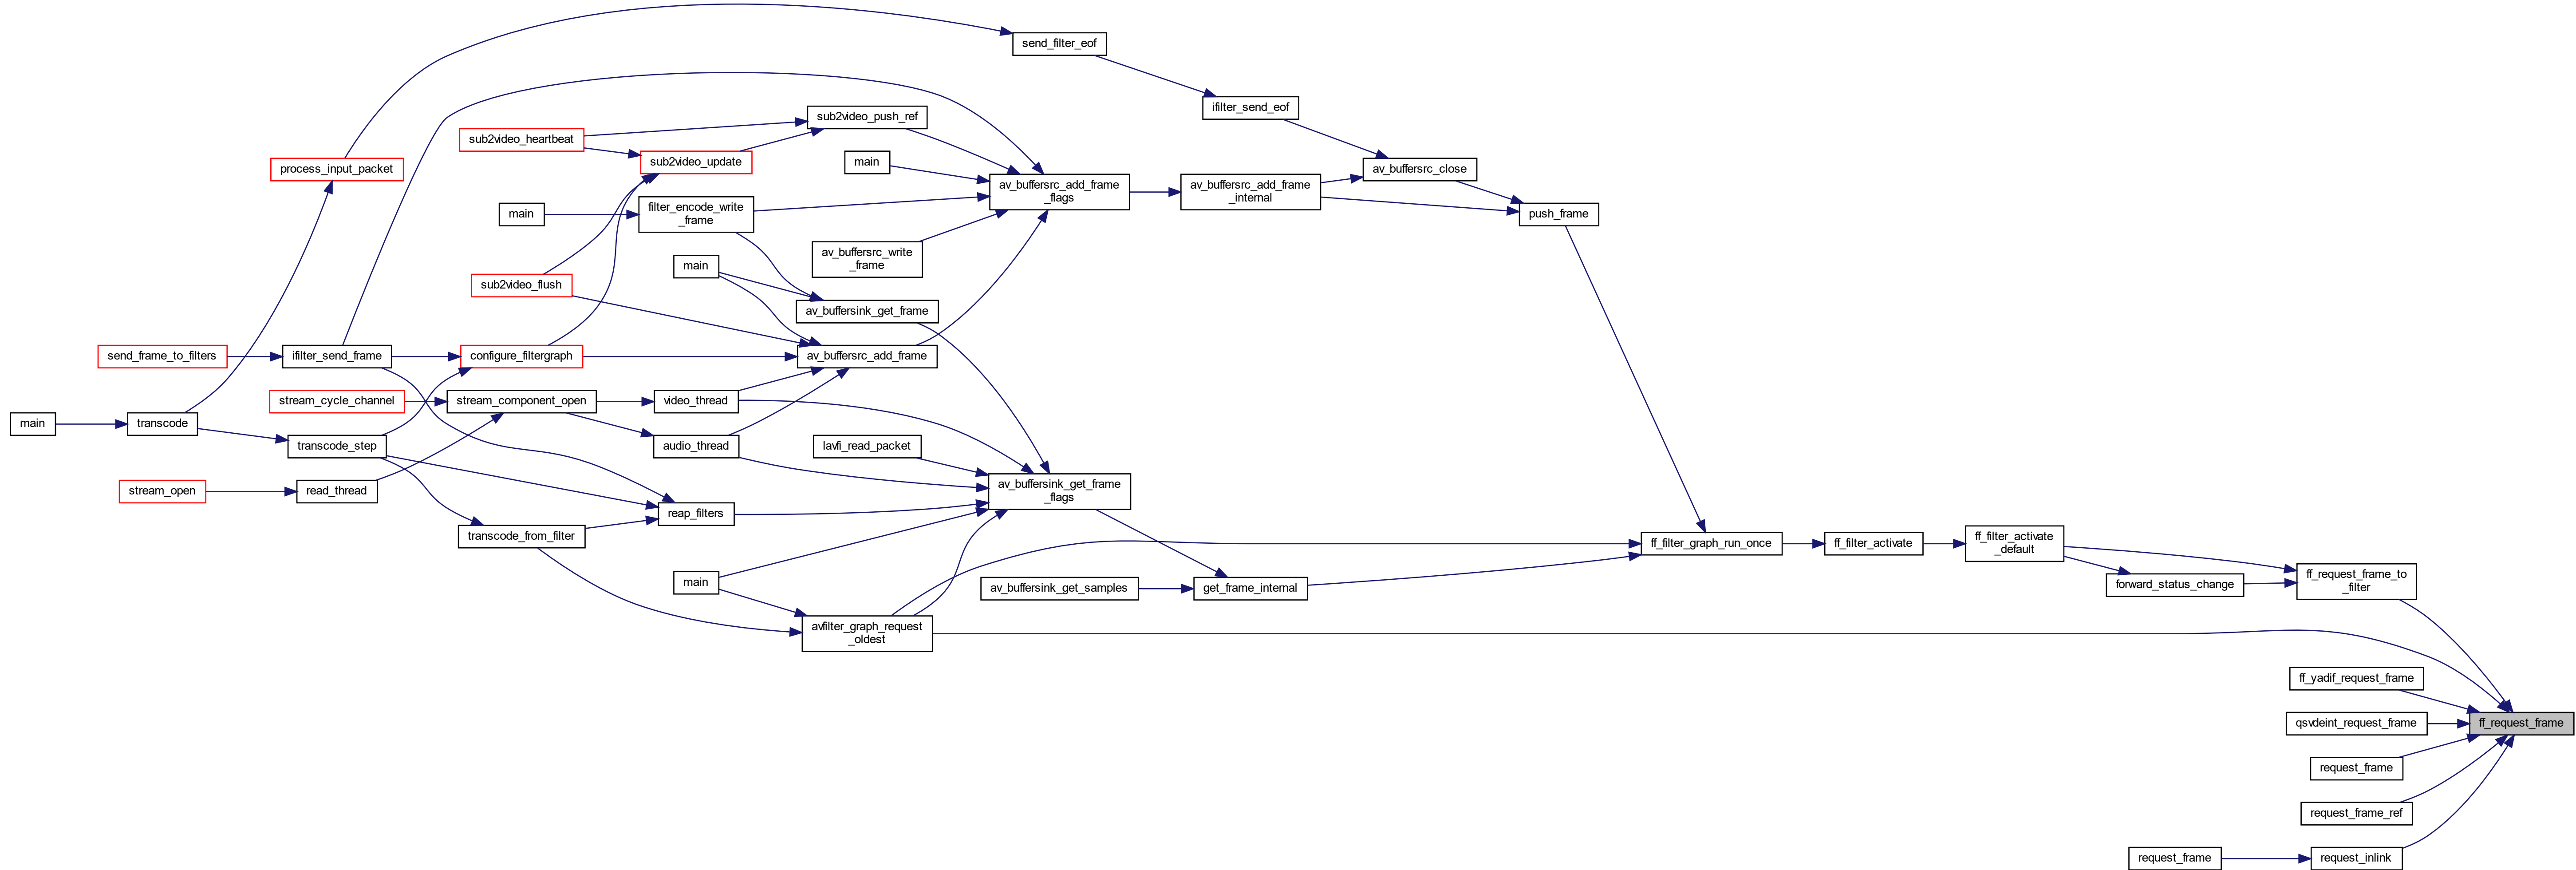 send_filter_eof
ifilter_send_eof
sub2video_push_ref
sub2video_heartbeat
main
sub2video_update
process_input_packet
av_buffersrc_close
av_buffersrc_add_frame
_flags
av_buffersrc_add_frame
_internal
main
filter_encode_write
_frame
push_frame
av_buffersrc_write
_frame
main
sub2video_flush
av_buffersink_get_frame
send_frame_to_filters
ifilter_send_frame
configure_filtergraph
av_buffersrc_add_frame
stream_cycle_channel
stream_component_open
video_thread
main
transcode
transcode_step
audio_thread
lavfi_read_packet
stream_open
read_thread
av_buffersink_get_frame
_flags
reap_filters
transcode_from_filter
ff_filter_graph_run_once
ff_filter_activate
ff_filter_activate
_default
main
av_buffersink_get_samples
get_frame_internal
forward_status_change
ff_request_frame_to
_filter
avfilter_graph_request
_oldest
ff_yadif_request_frame
qsvdeint_request_frame
ff_request_frame
request_frame
request_frame_ref
request_frame
request_inlink